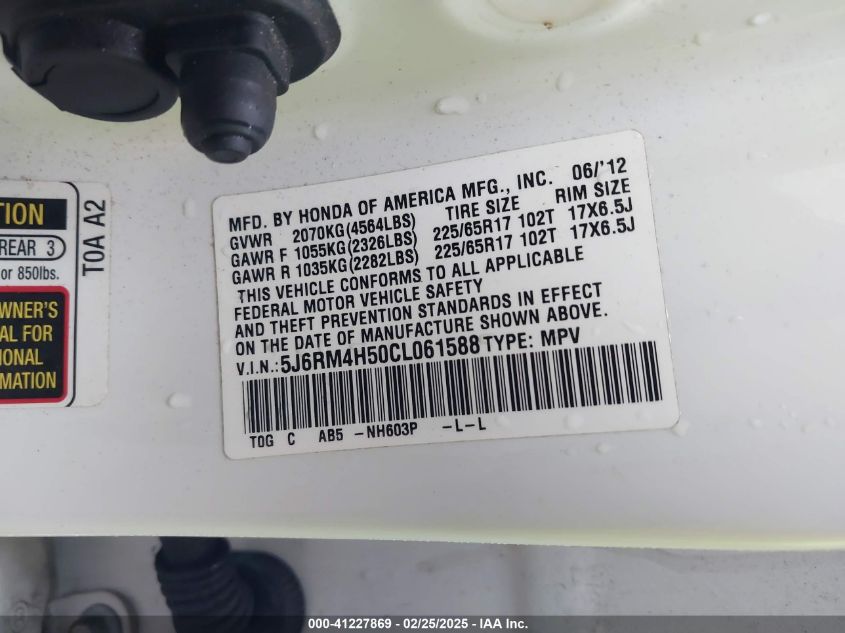 TION
REAR 3
or 850lbs.
WNER'S
AL FOR
IONAL
MATION
T0A A2
MFD. BY HONDA OF AMERICA MFG., INC. 06/'12
GVWR 2070KG(4564LBS) TIRE SIZE RIM SIZE
GAWR F 1055KG(2326LBS) 225/65R17 102T 17X6.5J
GAWR R 1035KG(2282LBS) 225/65R17 102T 17X6.5J
THIS VEHICLE CONFORMS TO ALL APPLICABLE
FEDERAL MOTOR VEHICLE SAFETY
AND THEFT PREVENTION STANDARDS IN EFFECT
ON THE DATE OF MANUFACTURE SHOWN ABOVE.
V.I.N.: 5J6RM4H50CL061588 TYPE: MPV
T0G C AB5 -NH603P -L-L
000-41227869 - 02/25/2025 - IAA Inc.